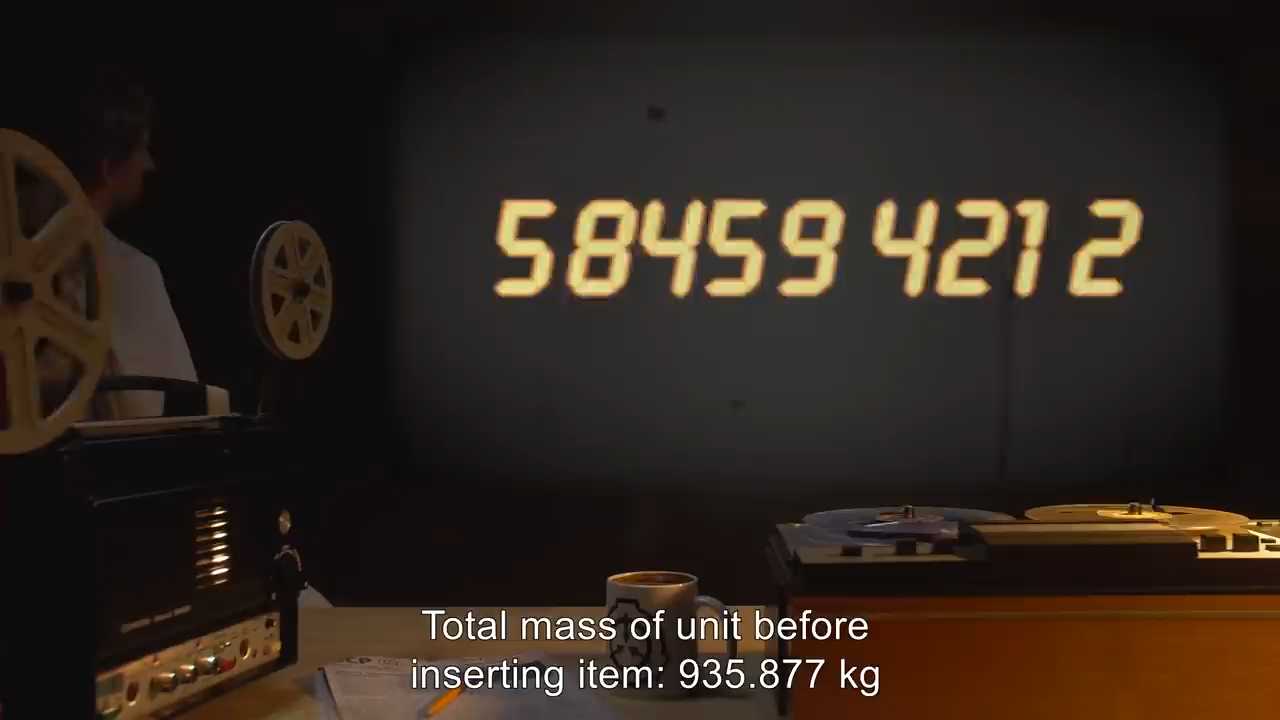 58459 421 2
Total mass of unit before
inserting item: 935.877 kg